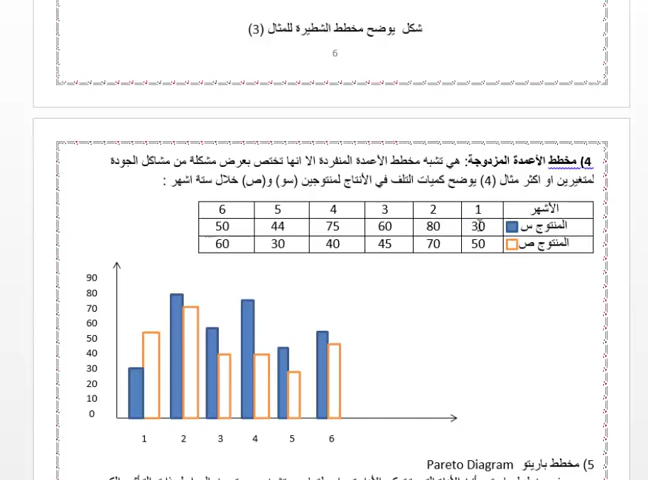 شكل يوضح مخطط الشطيرة للمثال (3)
6
4) مخطط الأعمدة المزدوجة: هي تشبه مخطط الأعمدة المنفردة الا انها تختص بعرض مشكلة من مشاكل الجودة
لمتغيرين او اكثر مثال (4) يوضح كميات التلف في الأنتاج لمنتوجين (سو) و(ص) خلال ستة اشهر :
الأشهر 1 2 3 4 5 6
المنتوج س 30 80 60 75 44 50
المنتوج ص 50 70 45 40 30 60
90
80
70
60
50
40
30
20
10
0
1 2 3 4 5 6
5) مخطط باريتو Pareto Diagram